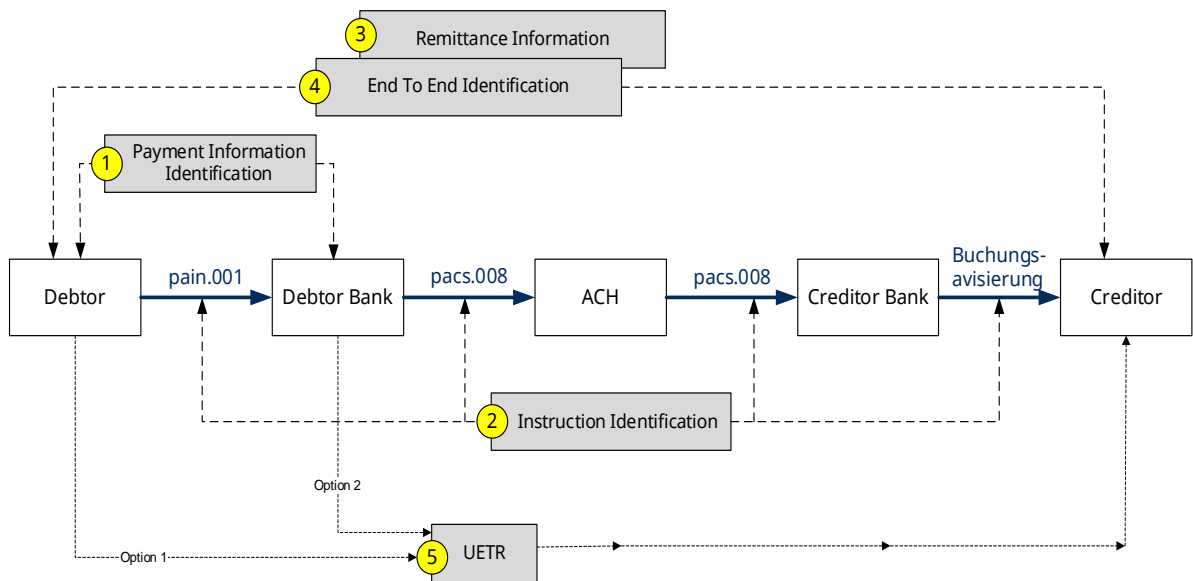 3
Remittance Information
4
End To End Identification
1
Payment Information
Identification
Debtor
pain.001
Debtor Bank
pacs.008
ACH
pacs.008
Creditor Bank
Buchungs-
avisierung
Creditor
2
Instruction Identification
Option 2
Option 1
5
UETR